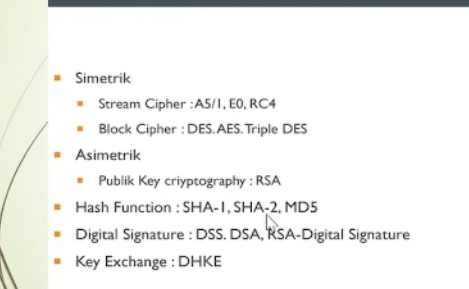 Simetrik
Stream Cipher : A5/1, E0, RC4
Block Cipher : DES. AES. Triple DES
Asimetrik
Publik Key criyptography : RSA
Hash Function : SHA-1, SHA-2, MD5
Digital Signature : DSS. DSA, RSA-Digital Signature
Key Exchange : DHKE